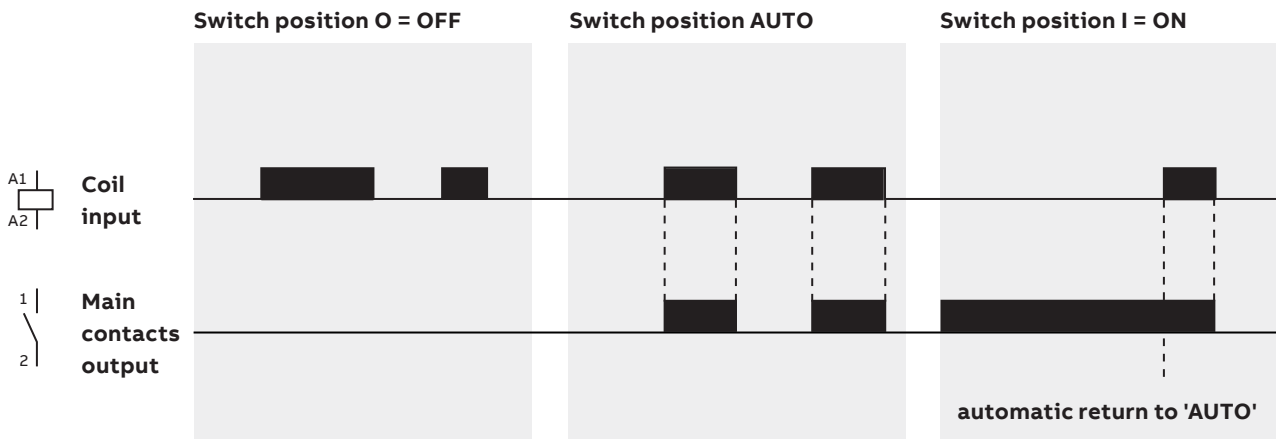 Switch position O = OFF
Switch position AUTO
Switch position I = ON
A1
A2
Coil
input
1
2
Main
contacts
output
automatic return to 'AUTO'